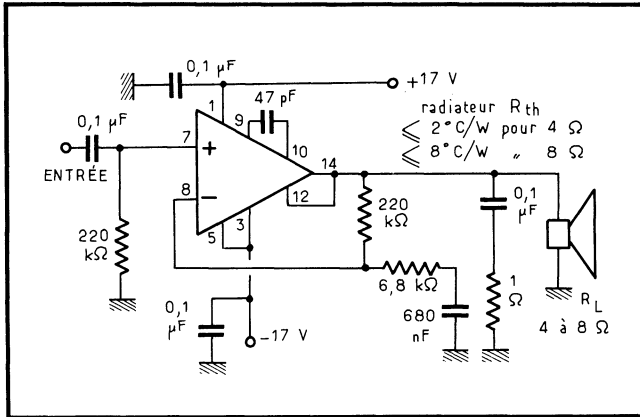 0,1 µF
+17 V
47 pF
radiateur Rth
⩽ 2°C/W pour 4 Ω
⩽ 8°C/W „ 8 Ω
0,1 µF
1
9
10
7
+
14
ENTRÉE
8
−
12
0,1
µF
220
kΩ
5
3
220
kΩ
6,8 kΩ
1
Ω
0,1
µF
680
nF
RL
4 à 8 Ω
−17 V